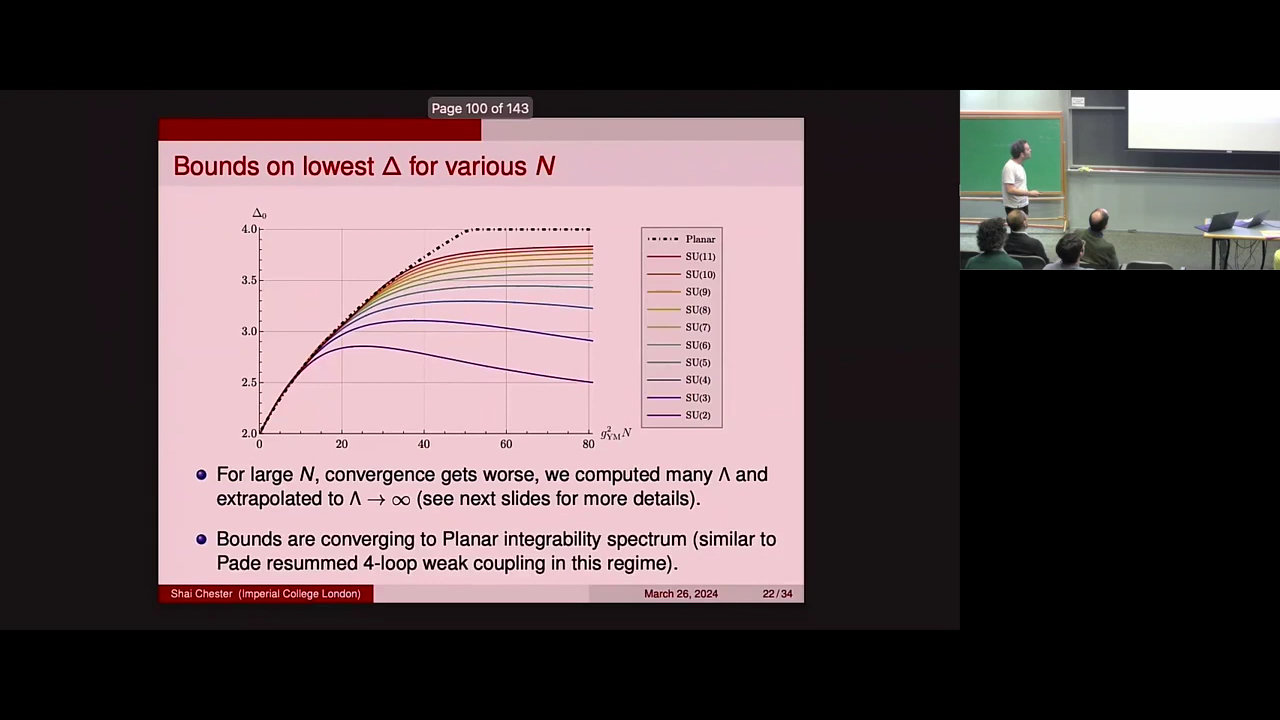 Page 100 of 143
Bounds on lowest Δ for various N
Δ₀
4.0
3.5
3.0
2.5
2.0
0 20 40 60 80
g²_YM N
Planar
SU(11)
SU(10)
SU(9)
SU(8)
SU(7)
SU(6)
SU(5)
SU(4)
SU(3)
SU(2)
For large N, convergence gets worse, we computed many Λ and
extrapolated to Λ → ∞ (see next slides for more details).
Bounds are converging to Planar integrability spectrum (similar to
Pade resummed 4-loop weak coupling in this regime).
Shai Chester (Imperial College London) March 26, 2024 22/34